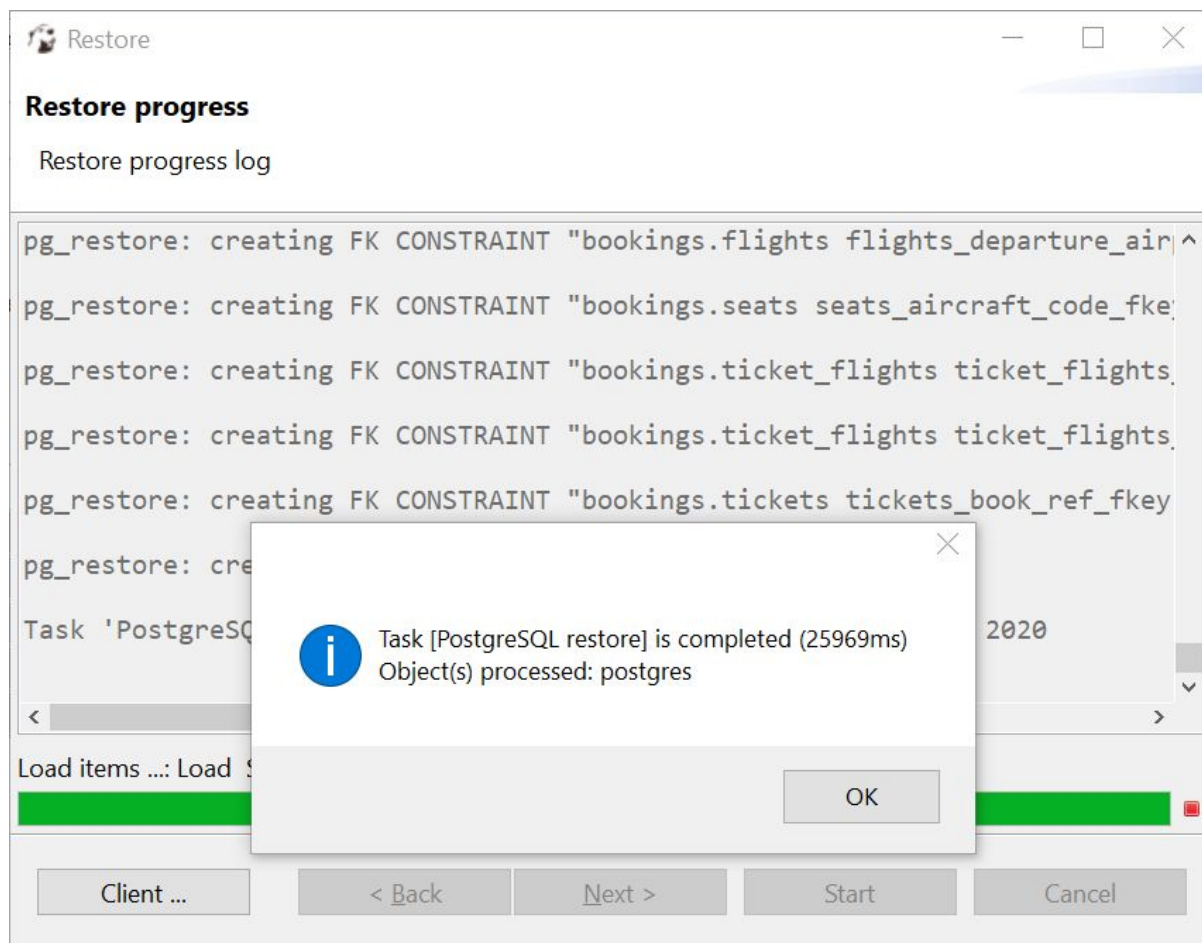 Restore
Restore progress
Restore progress log
pg_restore: creating FK CONSTRAINT "bookings.flights flights_departure_air
pg_restore: creating FK CONSTRAINT "bookings.seats seats_aircraft_code_fke
pg_restore: creating FK CONSTRAINT "bookings.ticket_flights ticket_flights_
pg_restore: creating FK CONSTRAINT "bookings.ticket_flights ticket_flights_
pg_restore: creating FK CONSTRAINT "bookings.tickets tickets_book_ref_fkey
pg_restore: cre
Task 'PostgreSQ 2020
Task [PostgreSQL restore] is completed (25969ms)
Object(s) processed: postgres
Load items ...: Load
OK
Client ...
< Back
Next >
Start
Cancel